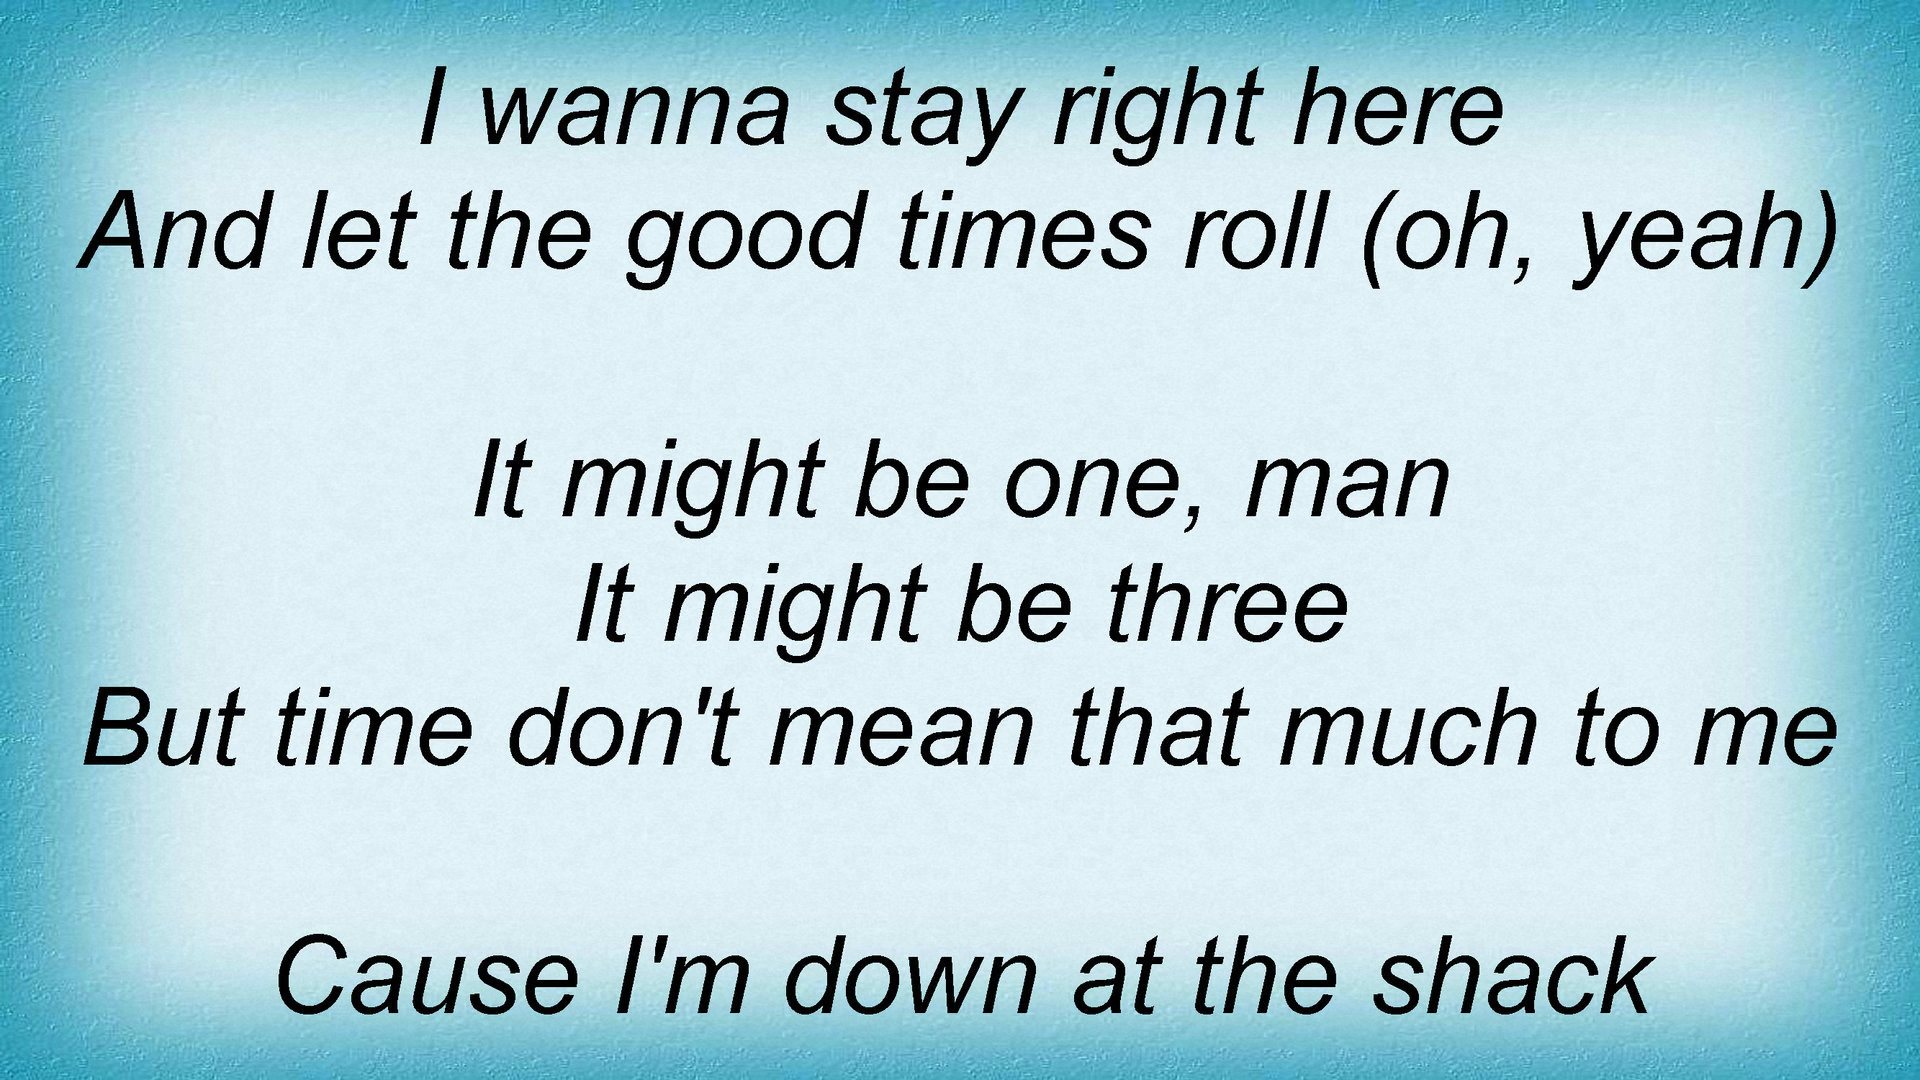 I wanna stay right here
And let the good times roll (oh, yeah)
It might be one, man
It might be three
But time don't mean that much to me
Cause I'm down at the shack